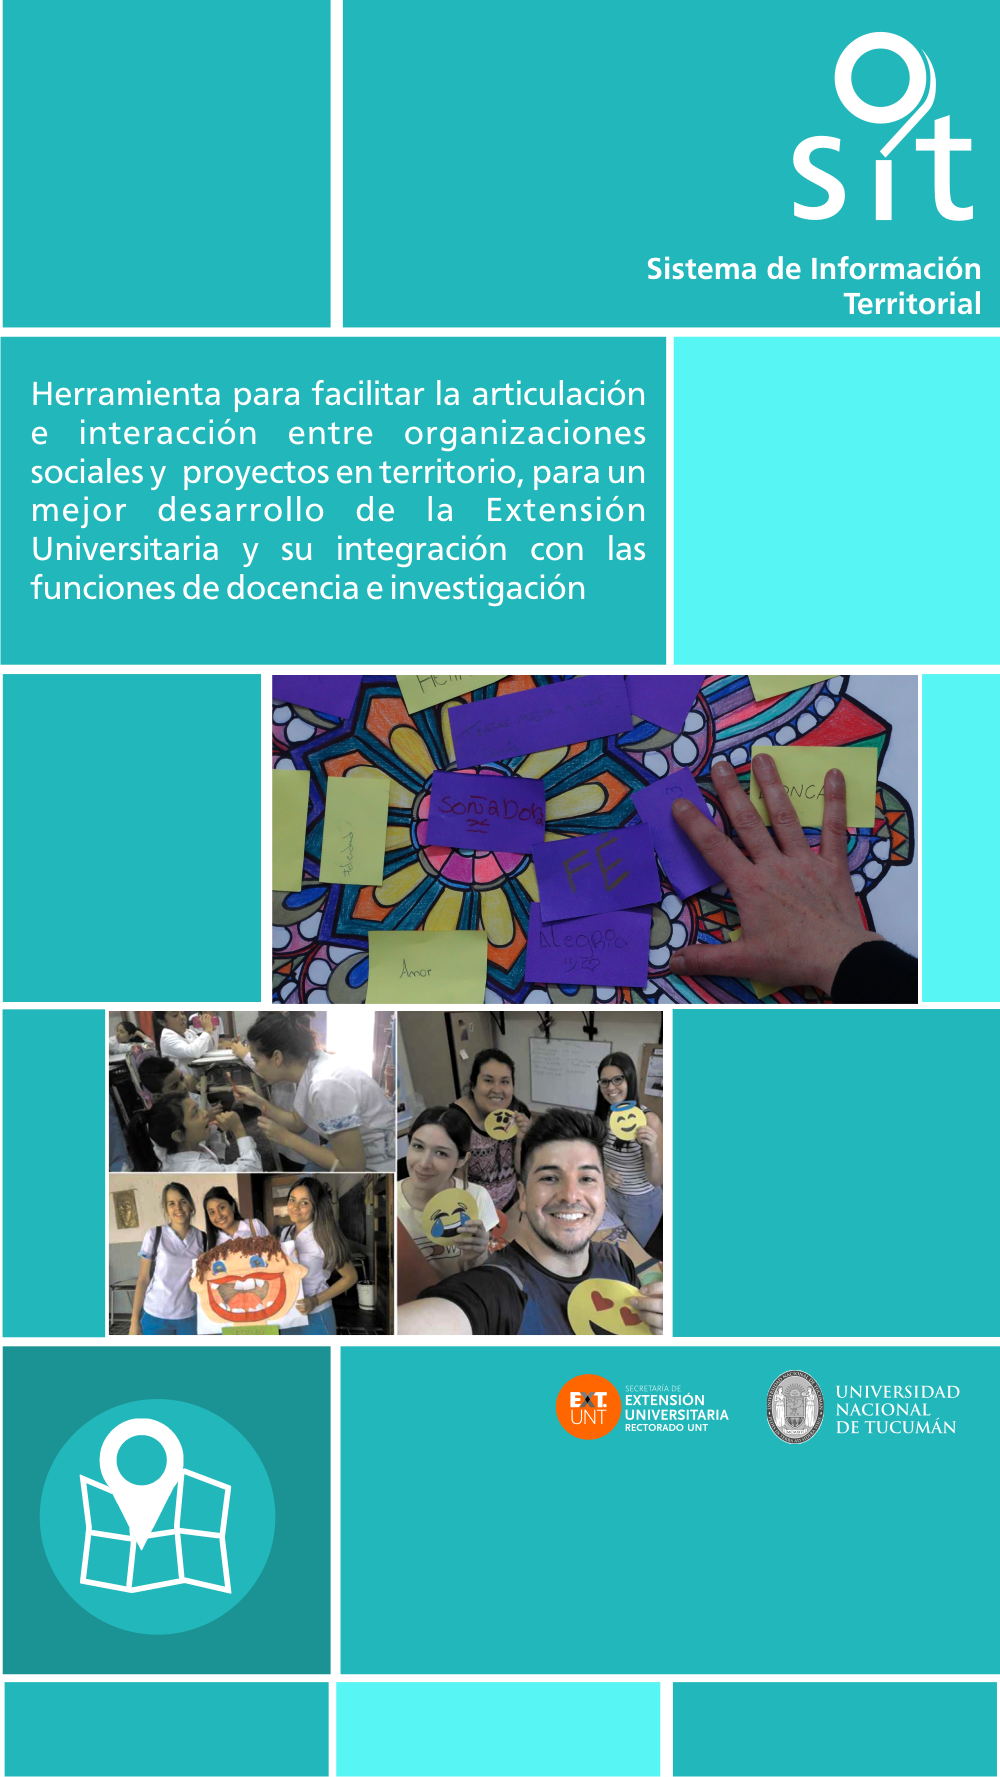 sit
Sistema de Información
Territorial
Herramienta para facilitar la articulación
e interacción entre organizaciones
sociales y proyectos en territorio, para un
mejor desarrollo de la Extensión
Universitaria y su integración con las
funciones de docencia e investigación
SOÑADORA
FE
Alegría
Amor
EXT.
UNT
SECRETARÍA DE
EXTENSIÓN
UNIVERSITARIA
RECTORADO UNT
UNIVERSIDAD
NACIONAL
DE TUCUMÁN